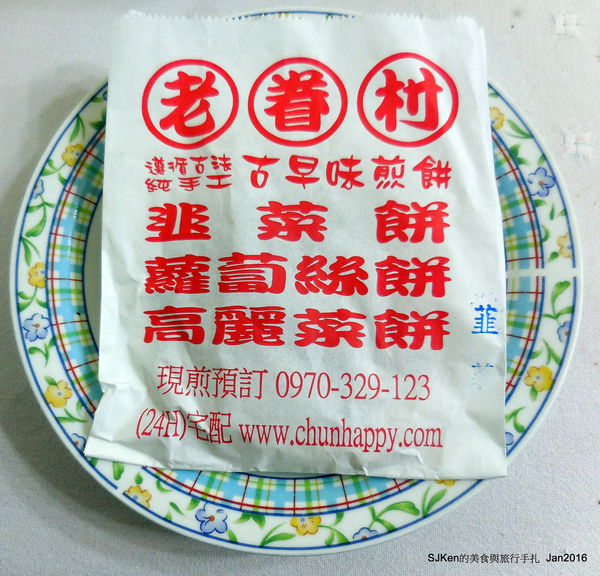 老眷村
遵循古法
純手工 古早味煎餅
韭菜餅
蘿蔔絲餅
高麗菜餅
韮
現煎預訂 0970-329-123
(24H)宅配 www.chunhappy.com
SJKen的美食與旅行手扎 Jan2016